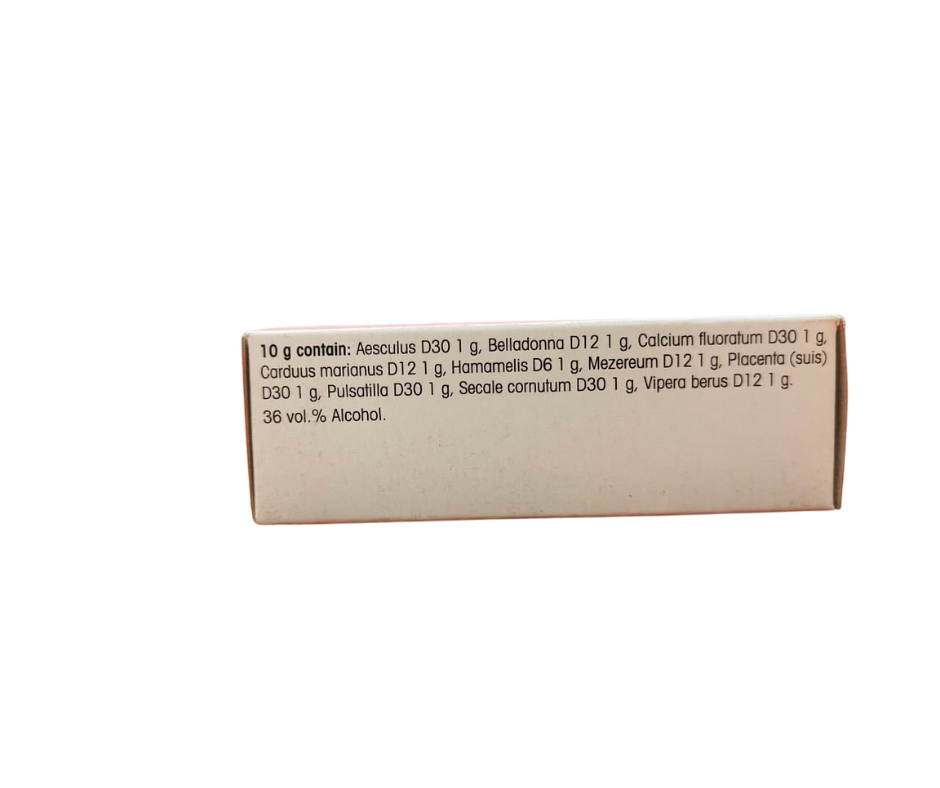 10 g contain: Aesculus D30 1 g, Belladonna D12 1 g, Calcium fluoratum D30 1 g,
Carduus marianus D12 1 g, Hamamelis D6 1 g, Mezereum D12 1 g, Placenta (suis)
D30 1 g, Pulsatilla D30 1 g, Secale cornutum D30 1 g, Vipera berus D12 1 g.
36 vol.% Alcohol.